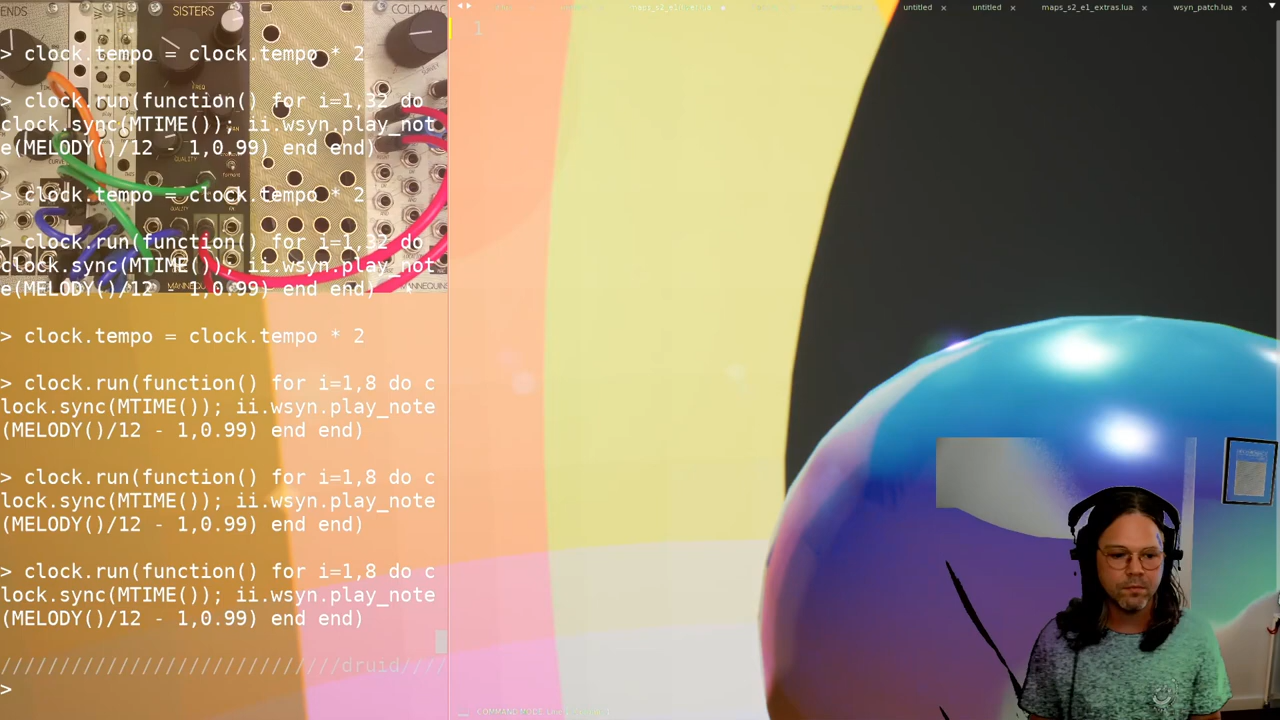 ENDS
SISTERS
COLD MAC
untitled ×
untitled ×
maps_s2_e1_extras.lua ×
wsyn_patch.lua ×
1
> clock.tempo = clock.tempo * 2
> clock.run(function() for i=1,32 do
clock.sync(MTIME()); ii.wsyn.play_not
e(MELODY()/12 - 1,0.99) end end)
> clock.tempo = clock.tempo * 2
> clock.run(function() for i=1,32 do
clock.sync(MTIME()); ii.wsyn.play_not
e(MELODY()/12 - 1,0.99) end end)
> clock.tempo = clock.tempo * 2
> clock.run(function() for i=1,8 do c
lock.sync(MTIME()); ii.wsyn.play_note
(MELODY()/12 - 1,0.99) end end)
> clock.run(function() for i=1,8 do c
lock.sync(MTIME()); ii.wsyn.play_note
(MELODY()/12 - 1,0.99) end end)
> clock.run(function() for i=1,8 do c
lock.sync(MTIME()); ii.wsyn.play_note
(MELODY()/12 - 1,0.99) end end)
/////////////////////////////druid////
>
COMMAND MODE, Line